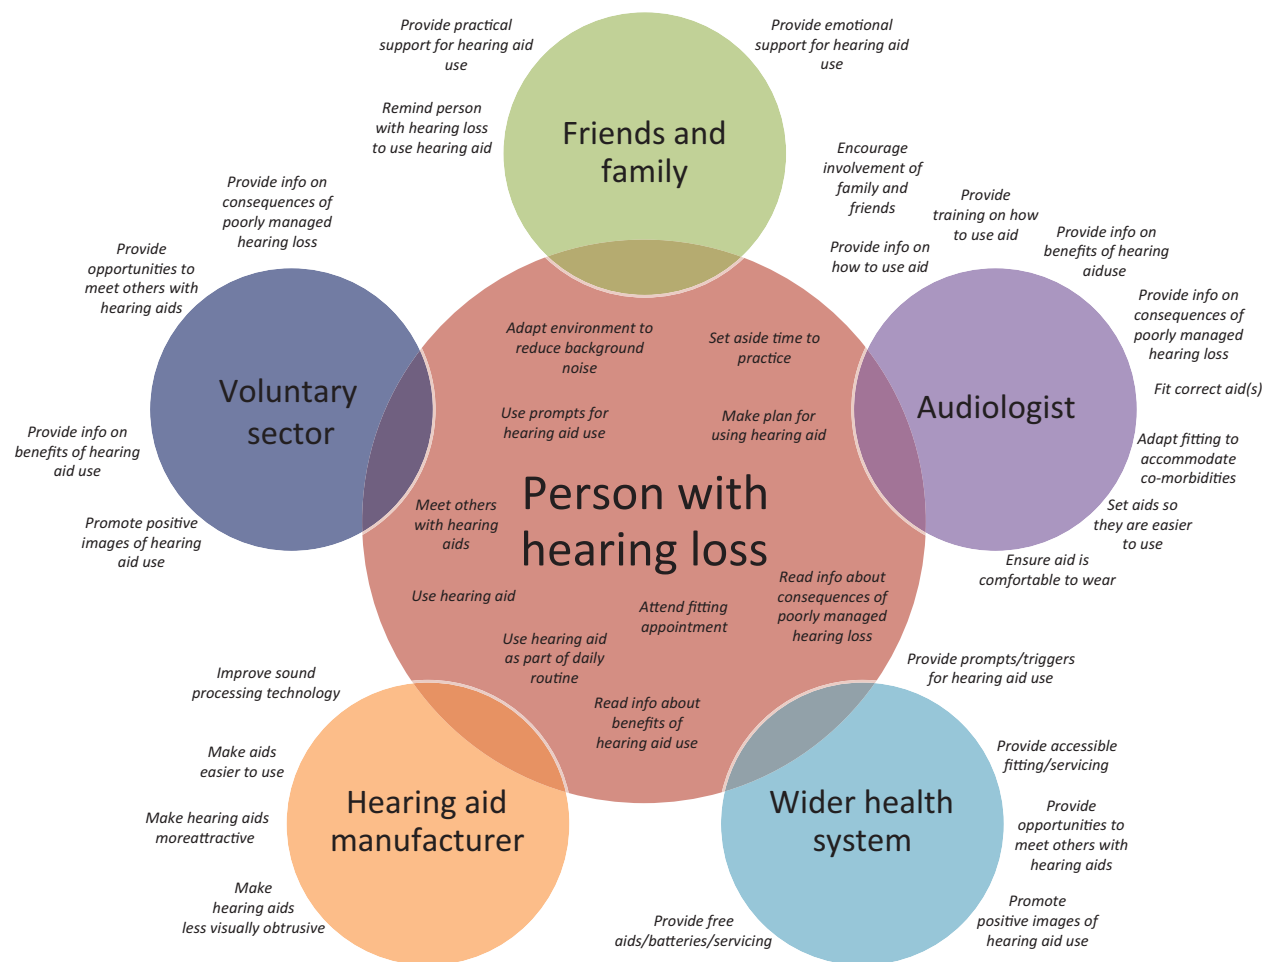 Provide practical
support for hearing aid
use
Provide emotional
support for hearing aid
use
Remind person
with hearing loss
to use hearing aid
Friends and
family
Encourage
involvement of
family and
friends
Provide info on
how to use aid
Provide
training on how
to use aid
Provide info on
benefits of hearing
aiduse
Provide info on
consequences of
poorly managed
hearing loss
Fit correct aid(s)
Adapt fitting to
accommodate
co-morbidities
Set aids so
they are easier
to use
Ensure aid is
comfortable to wear
Audiologist
Provide info on
consequences of
poorly managed
hearing loss
Provide
opportunities to
meet others with
hearing aids
Provide info on
benefits of hearing
aid use
Promote positive
images of hearing
aid use
Voluntary
sector
Adapt environment to
reduce background
noise
Set aside time to
practice
Use prompts for
hearing aid use
Make plan for
using hearing aid
Person with
hearing loss
Meet others
with hearing
aids
Use hearing aid
Attend fitting
appointment
Read info about
consequences of
poorly managed
hearing loss
Use hearing aid
as part of daily
routine
Read info about
benefits of
hearing aid use
Improve sound
processing technology
Make aids
easier to use
Make hearing aids
moreattractive
Make
hearing aids
less visually obtrusive
Hearing aid
manufacturer
Provide prompts/triggers
for hearing aid use
Provide accessible
fitting/servicing
Provide
opportunities to
meet others with
hearing aids
Promote
positive images of
hearing aid use
Provide free
aids/batteries/servicing
Wider health
system